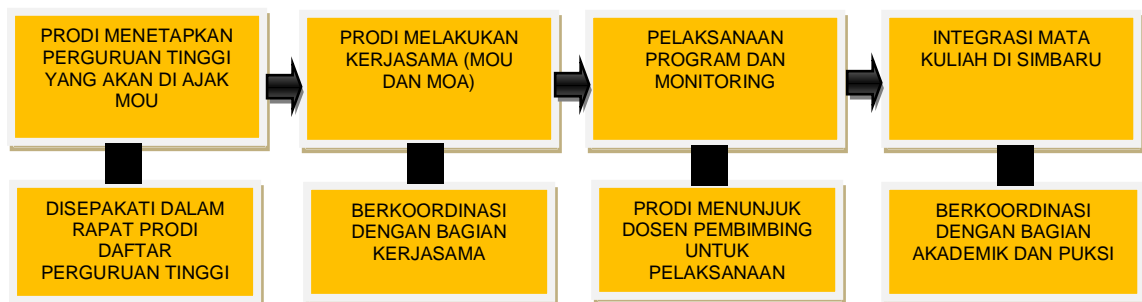 PRODI MENETAPKAN
PERGURUAN TINGGI
YANG AKAN DI AJAK
MOU
PRODI MELAKUKAN
KERJASAMA (MOU
DAN MOA)
PELAKSANAAN
PROGRAM DAN
MONITORING
INTEGRASI MATA
KULIAH DI SIMBARU
DISEPAKATI DALAM
RAPAT PRODI
DAFTAR
PERGURUAN TINGGI
BERKOORDINASI
DENGAN BAGIAN
KERJASAMA
PRODI MENUNJUK
DOSEN PEMBIMBING
UNTUK
PELAKSANAAN
BERKOORDINASI
DENGAN BAGIAN
AKADEMIK DAN PUKSI